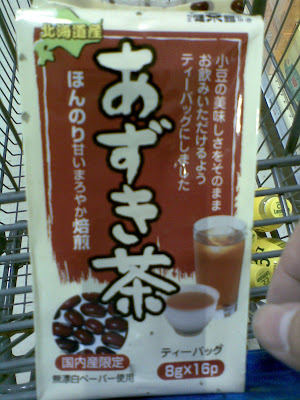 北海道産
あずき茶
ほんのり甘いまろやか焙煎
小豆の美味しさをそのまま
お飲みいただけるよう
ティーバッグにしました
国内産限定
無漂白ペーパー使用
ティーバッグ
8g×16p